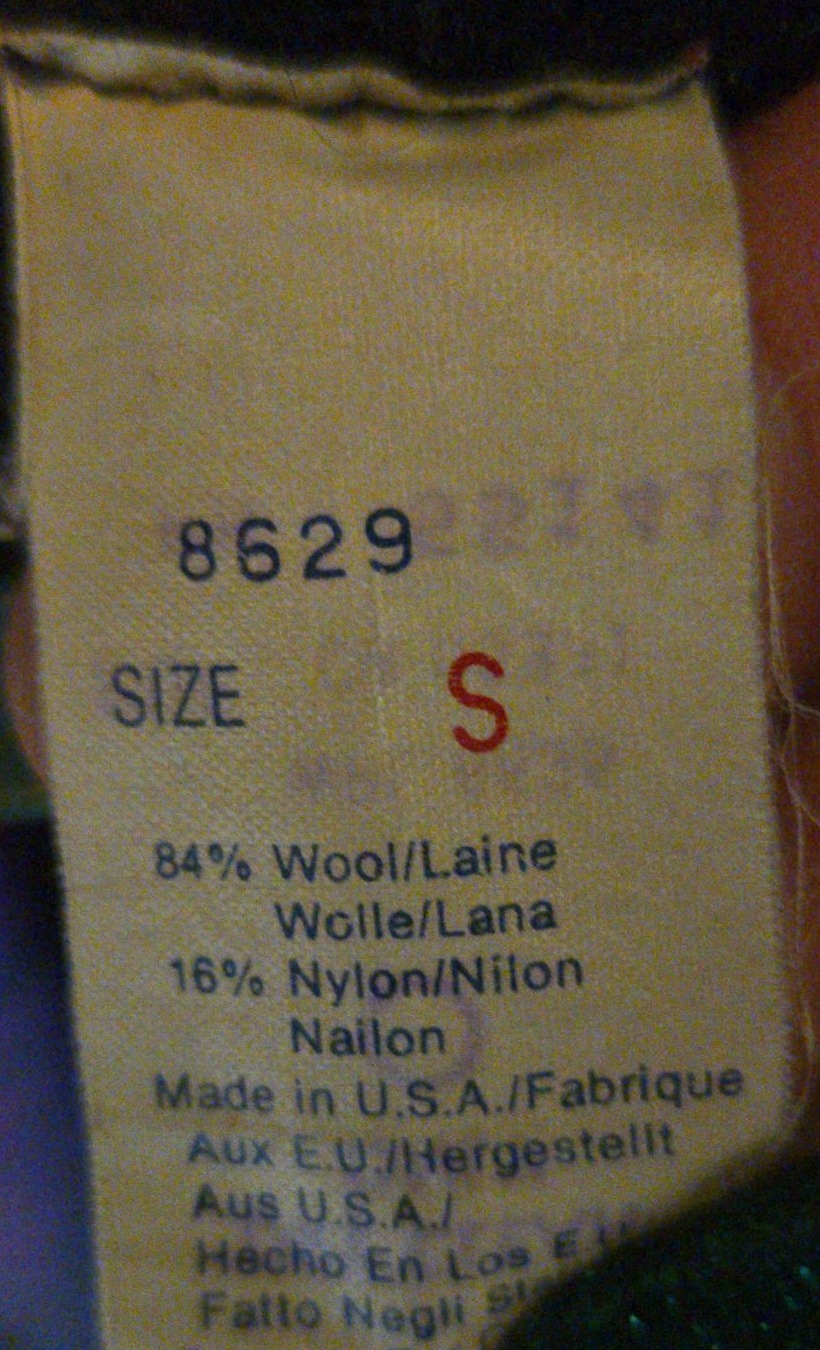 8629
SIZE S
84% Wool/Laine
Wolle/Lana
16% Nylon/Nilon
Nailon
Made in U.S.A./Fabrique
Aux E.U./Hergestellt
Aus U.S.A./
Hecho En Los E.U.
Fatto Negli